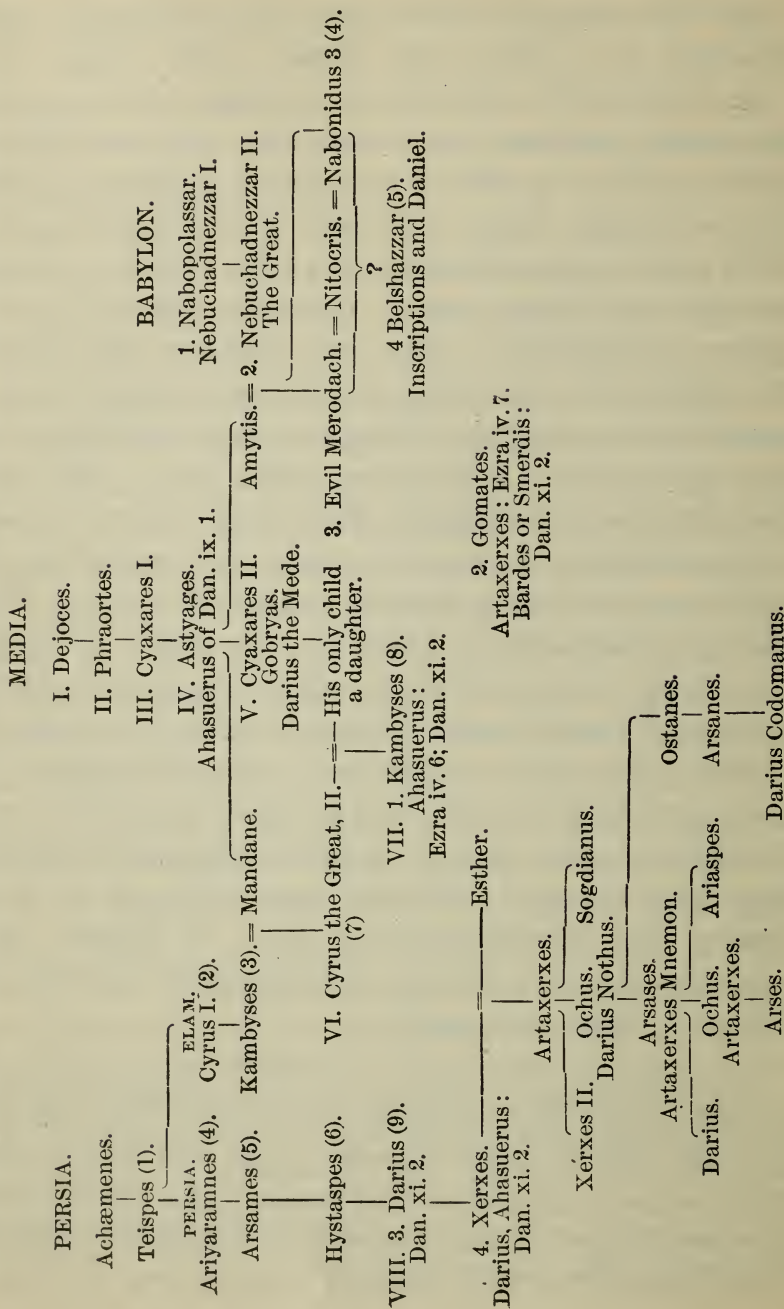 PERSIA.
Achæmenes.
Teispes (1).
PERSIA.
Ariyaramnes (4).
ELAM.
Cyrus I. (2).
Arsames (5).
Kambyses (3). = Mandane.
Hystaspes (6).
VI. Cyrus the Great, II. = His only child
(7)
a daughter.
VIII. 3. Darius (9)
Dan. xi. 2.
VII. 1. Kambyses (8).
Ahasuerus:
Ezra iv. 6; Dan. xi. 2.
4. Xerxes. = Esther.
Darius, Ahasuerus:
Dan. xi. 2.
Artaxerxes.
Xerxes II. Ochus. Sogdianus.
Darius Nothus.
Arsases.
Artaxerxes Mnemon.
Ostanes.
Darius. Ochus. Ariaspes.
Artaxerxes.
Arsanes.
Arses.
Darius Codomanus.
MEDIA.
I. Dejoces.
II. Phraortes.
III. Cyaxares I.
IV. Astyages.
Ahasuerus of Dan. ix. 1.
V. Cyaxares II.
Gobryas.
Darius the Mede.
2. Gomates.
Artaxerxes: Ezra iv. 7.
Bardes or Smerdis:
Dan. xi. 2.
BABYLON.
1. Nabopolassar.
Nebuchadnezzar I.
Amytis. = 2. Nebuchadnezzar II.
The Great.
3. Evil Merodach. = Nitocris. = Nabonidus 3 (4).
?
4 Belshazzar (5).
Inscriptions and Daniel.